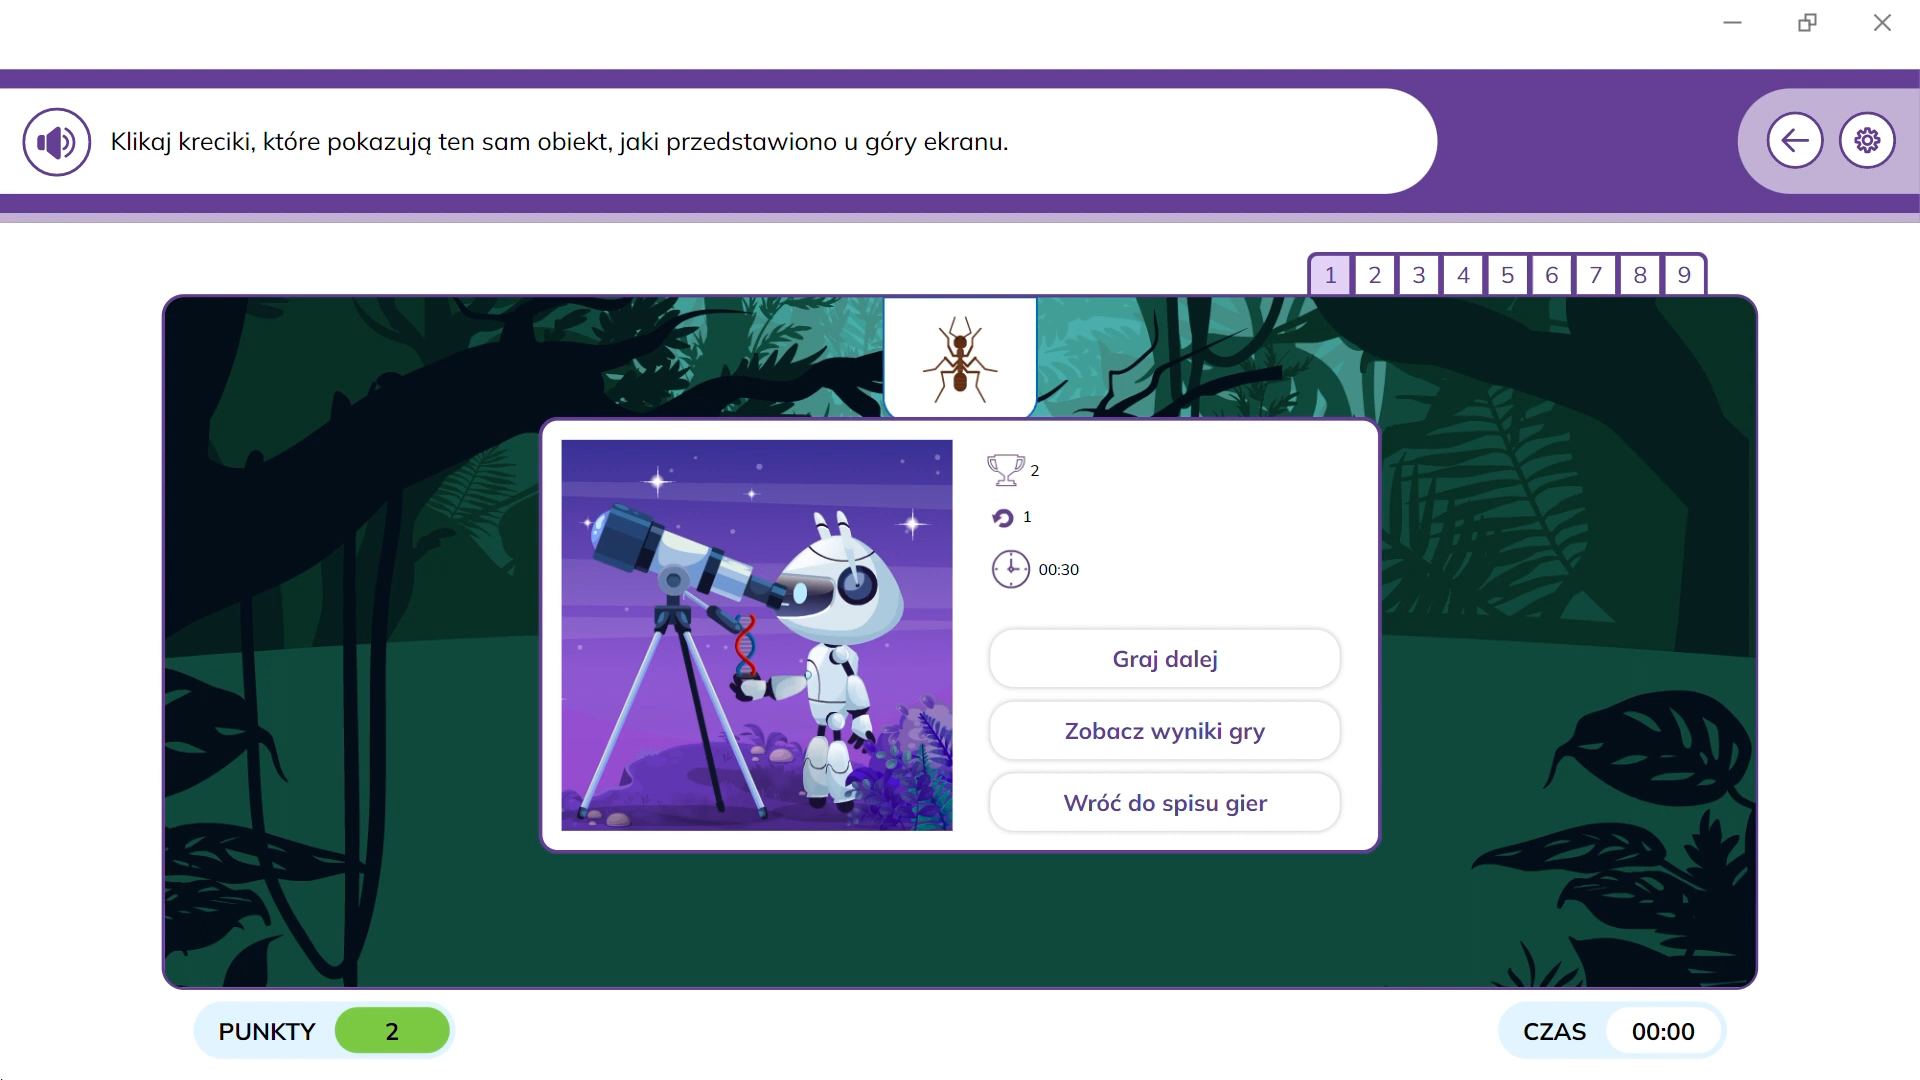 Klikaj kreciki, które pokazują ten sam obiekt, jaki przedstawiono u góry ekranu.
1 2 3 4 5 6 7 8 9
2
1
00:30
Graj dalej
Zobacz wyniki gry
Wróć do spisu gier
PUNKTY 2
CZAS 00:00